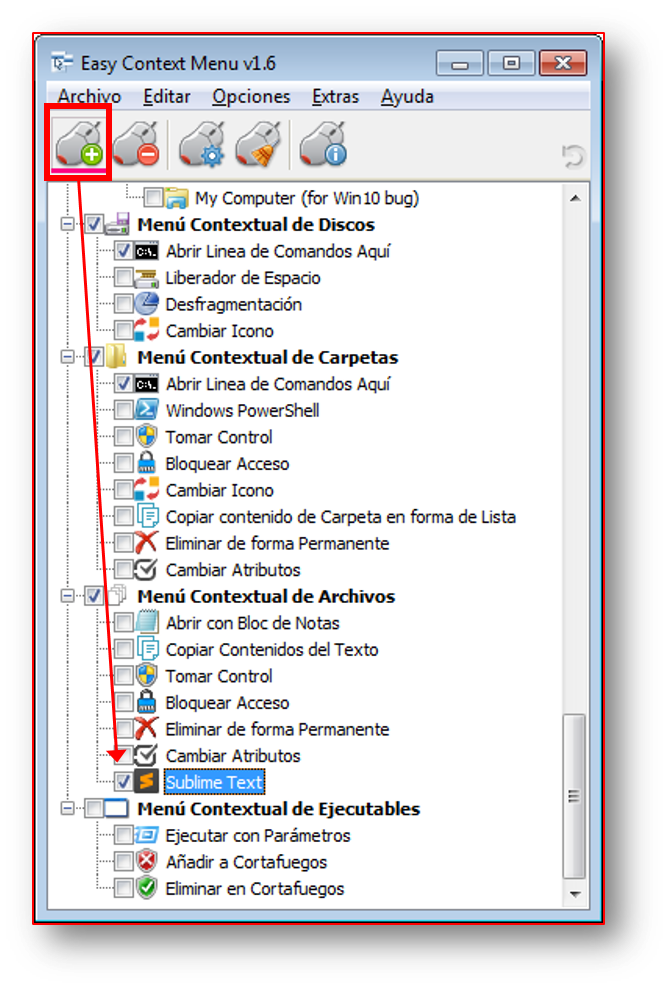 Easy Context Menu v1.6
Archivo Editar Opciones Extras Ayuda
My Computer (for Win10 bug)
Menú Contextual de Discos
C:\. Abrir Linea de Comandos Aquí
Liberador de Espacio
Desfragmentación
Cambiar Icono
Menú Contextual de Carpetas
C:\. Abrir Linea de Comandos Aquí
Windows PowerShell
Tomar Control
Bloquear Acceso
Cambiar Icono
Copiar contenido de Carpeta en forma de Lista
Eliminar de forma Permanente
Cambiar Atributos
Menú Contextual de Archivos
Abrir con Bloc de Notas
Copiar Contenidos del Texto
Tomar Control
Bloquear Acceso
Eliminar de forma Permanente
Cambiar Atributos
Sublime Text
Menú Contextual de Ejecutables
Ejecutar con Parámetros
Añadir a Cortafuegos
Eliminar en Cortafuegos